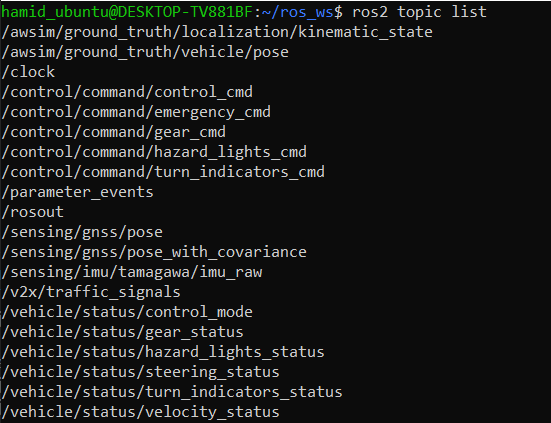 hamid_ubuntu@DESKTOP-TV881BF:~/ros_ws$ ros2 topic list
/awsim/ground_truth/localization/kinematic_state
/awsim/ground_truth/vehicle/pose
/clock
/control/command/control_cmd
/control/command/emergency_cmd
/control/command/gear_cmd
/control/command/hazard_lights_cmd
/control/command/turn_indicators_cmd
/parameter_events
/rosout
/sensing/gnss/pose
/sensing/gnss/pose_with_covariance
/sensing/imu/tamagawa/imu_raw
/v2x/traffic_signals
/vehicle/status/control_mode
/vehicle/status/gear_status
/vehicle/status/hazard_lights_status
/vehicle/status/steering_status
/vehicle/status/turn_indicators_status
/vehicle/status/velocity_status